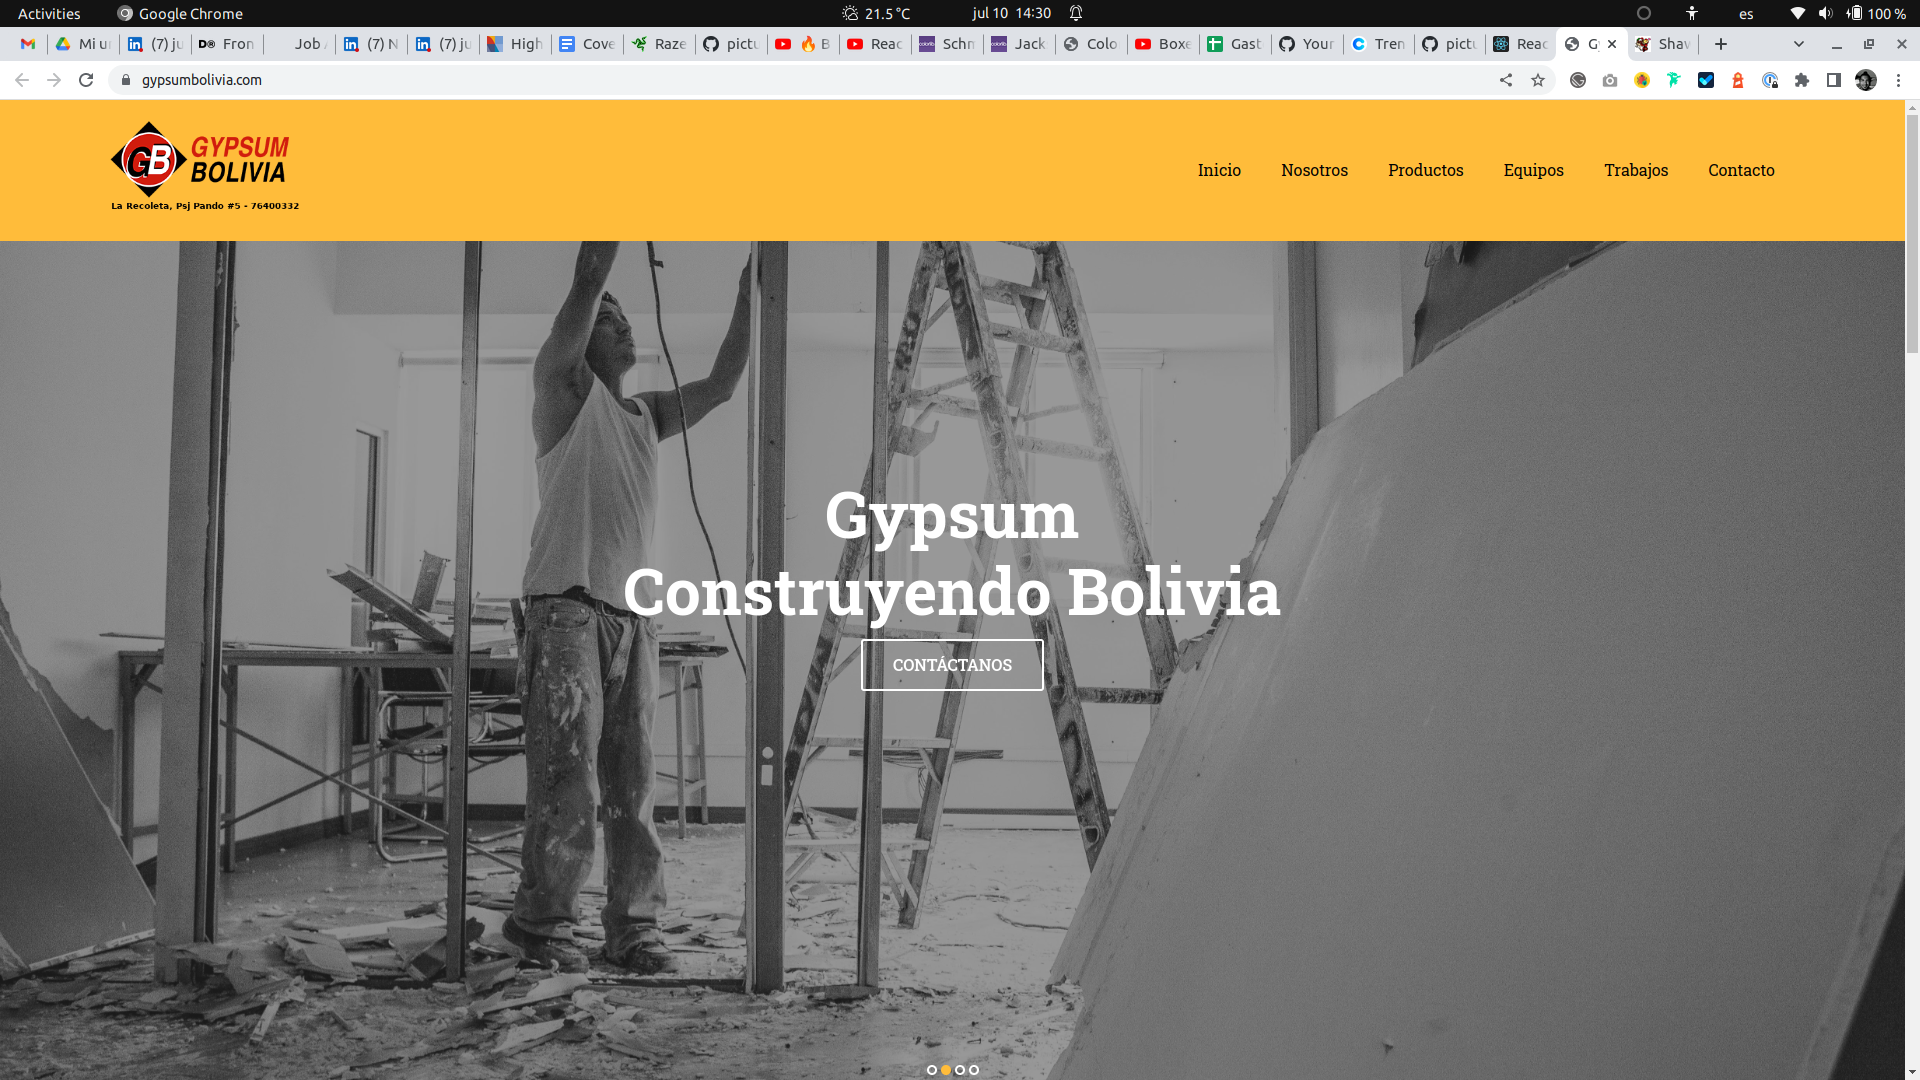 Activities
Google Chrome
21.5 °C
jul 10 14:30
es
100 %
Mi u
(7) ju
Fron
Job
(7) N
(7) ju
High
Cove
Raze
pictu
B
Reac
Schm
Jack
Colo
Boxe
Gast
Your
Tren
pictu
Reac
G
Shav
gypsumbolivia.com
GB
GYPSUM
BOLIVIA
La Recoleta, Psj Pando #5 - 76400332
Inicio
Nosotros
Productos
Equipos
Trabajos
Contacto
Gypsum
Construyendo Bolivia
CONTÁCTANOS